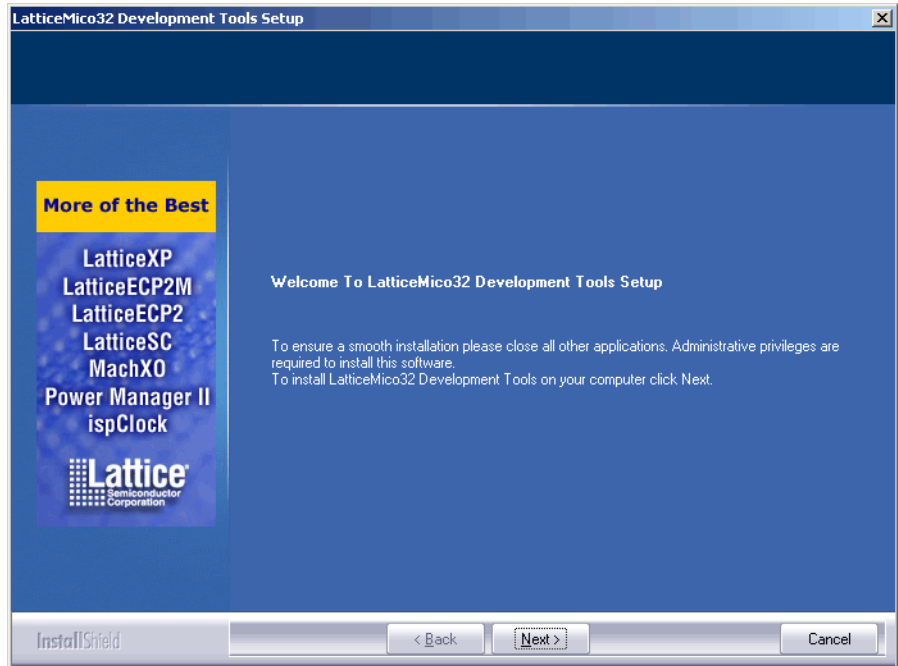 LatticeMico32 Development Tools Setup
More of the Best
LatticeXP
LatticeECP2M
LatticeECP2
LatticeSC
MachXO
Power Manager II
ispClock
Lattice
Semiconductor
Corporation
Welcome To LatticeMico32 Development Tools Setup
To ensure a smooth installation please close all other applications. Administrative privileges are
required to install this software.
To install LatticeMico32 Development Tools on your computer click Next.
InstallShield
< Back
Next >
Cancel